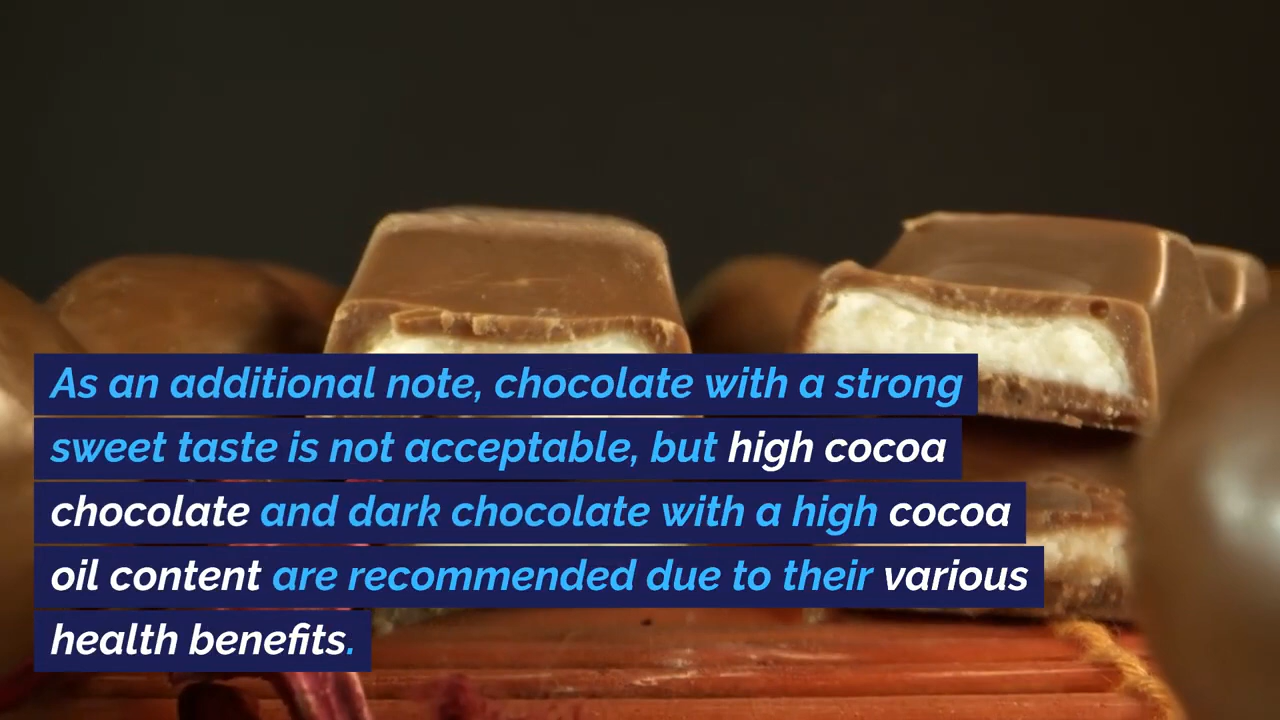 As an additional note, chocolate with a strong
sweet taste is not acceptable, but high cocoa
chocolate and dark chocolate with a high cocoa
oil content are recommended due to their various
health benefits.